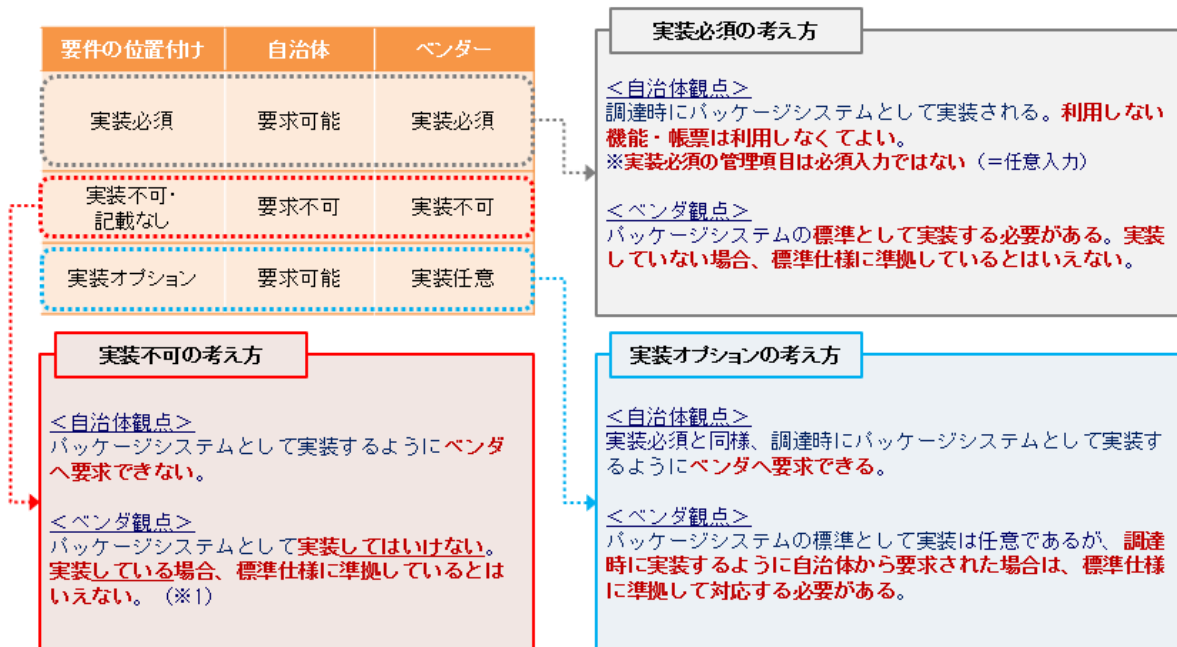 要件の位置付け 自治体 ベンダー
実装必須 要求可能 実装必須
実装不可・
記載なし 要求不可 実装不可
実装オプション 要求可能 実装任意
実装必須の考え方
＜自治体観点＞
調達時にパッケージシステムとして実装される。利用しない
機能・帳票は利用しなくてよい。
※実装必須の管理項目は必須入力ではない（=任意入力）
＜ベンダ観点＞
パッケージシステムの標準として実装する必要がある。実装
していない場合、標準仕様に準拠しているとはいえない。
実装不可の考え方
＜自治体観点＞
パッケージシステムとして実装するようにベンダ
へ要求できない。
＜ベンダ観点＞
パッケージシステムとして実装してはいけない。
実装している場合、標準仕様に準拠しているとは
いえない。（※1）
実装オプションの考え方
＜自治体観点＞
実装必須と同様、調達時にパッケージシステムとして実装す
るようにベンダへ要求できる。
＜ベンダ観点＞
パッケージシステムの標準として実装は任意であるが、調達
時に実装するように自治体から要求された場合は、標準仕様
に準拠して対応する必要がある。